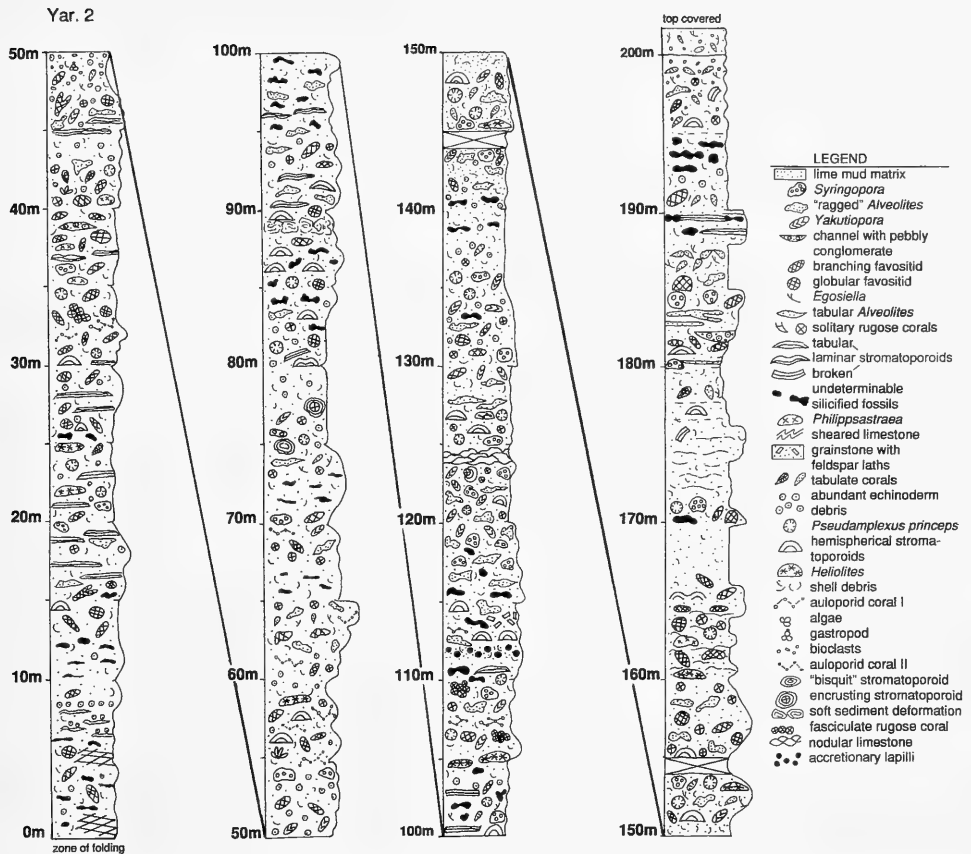 Yar. 2
50m
40m
30m
20m
10m
0m
zone of folding
100m
90m
80m
70m
60m
50m
150m
140m
130m
120m
110m
100m
top covered
200m
190m
180m
170m
160m
150m
LEGEND
lime mud matrix
Syringopora
"ragged" Alveolites
Yakutiopora
channel with pebbly
conglomerate
branching favositid
globular favositid
Egosiella
tabular Alveolites
solitary rugose corals
tabular
laminar stromatoporoids
broken
undeterminable
silicified fossils
Philippsastraea
sheared limestone
grainstone with
feldspar laths
tabulate corals
abundant echinoderm
debris
Pseudamplexus princeps
hemispherical stroma-
toporoids
Heliolites
shell debris
auloporid coral I
algae
gastropod
bioclasts
auloporid coral II
"bisquit" stromatoporoid
encrusting stromatoporoid
soft sediment deformation
fasciculate rugose coral
nodular limestone
accretionary lapilli